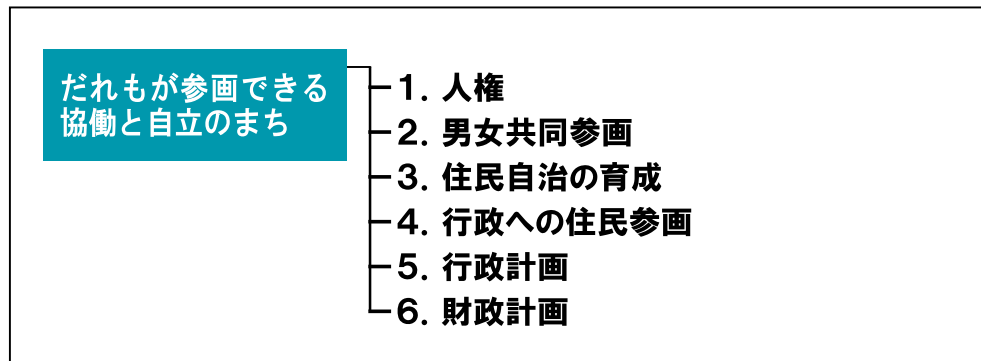 だれもが参画できる
協働と自立のまち
1. 人権
2. 男女共同参画
3. 住民自治の育成
4. 行政への住民参画
5. 行政計画
6. 財政計画